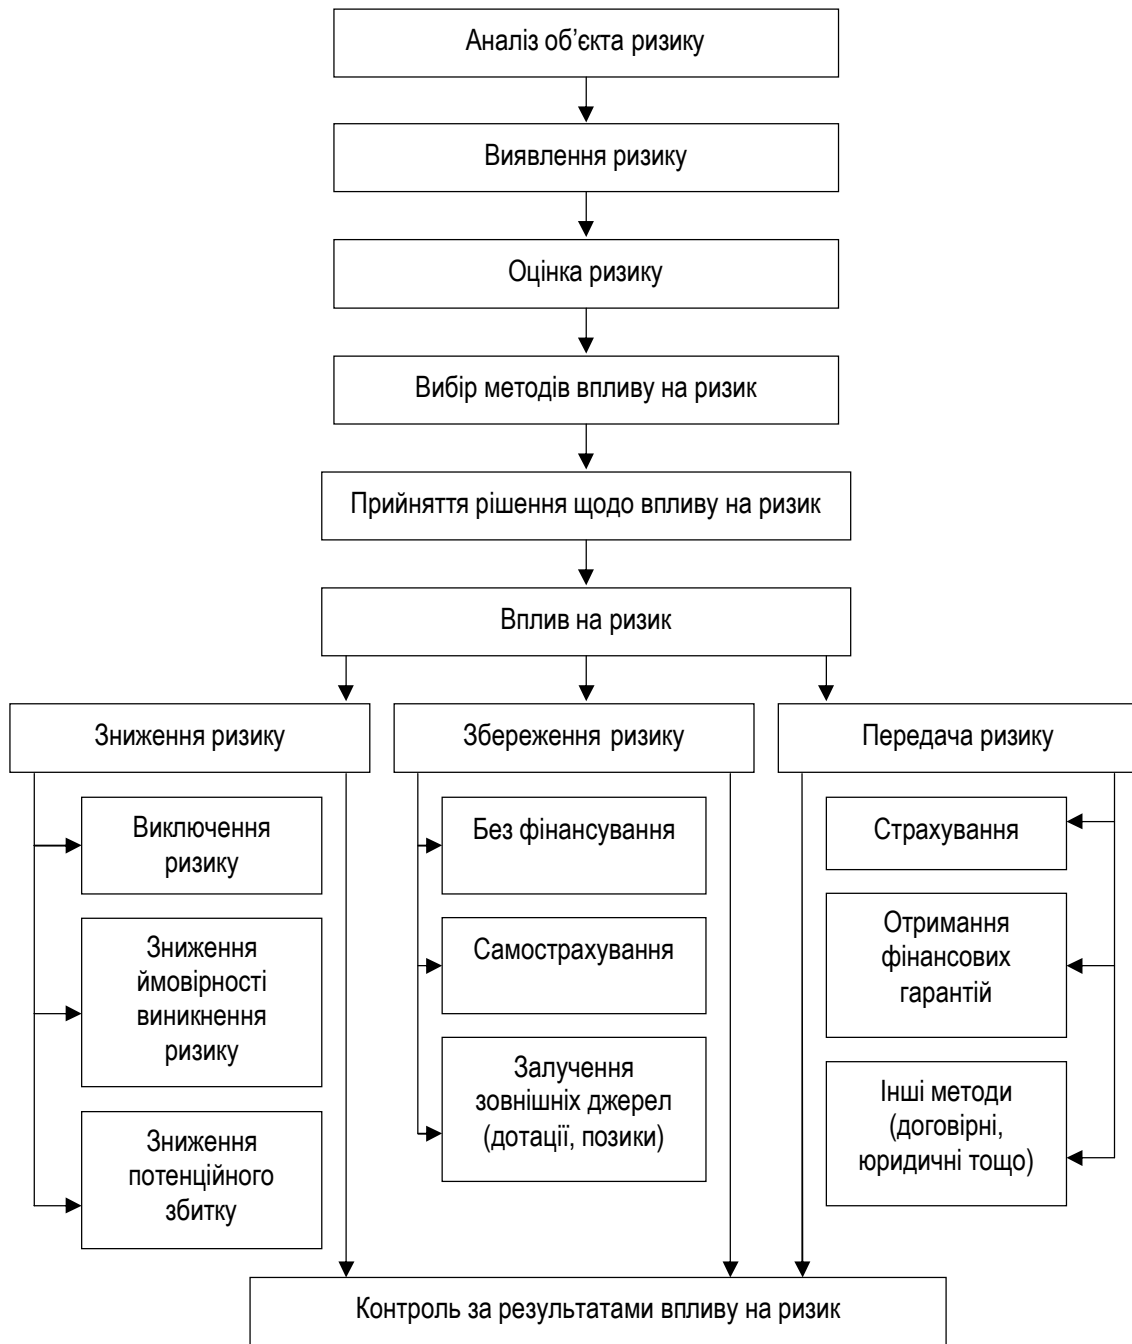 Аналіз об’єкта ризику
Виявлення ризику
Оцінка ризику
Вибір методів впливу на ризик
Прийняття рішення щодо впливу на ризик
Вплив на ризик
Зниження ризику
Збереження ризику
Передача ризику
Виключення
ризику
Зниження
ймовірності
виникнення
ризику
Зниження
потенційного
збитку
Без фінансування
Самострахування
Залучення
зовнішніх джерел
(дотації, позики)
Страхування
Отримання
фінансових
гарантій
Інші методи
(договірні,
юридичні тощо)
Контроль за результатами впливу на ризик